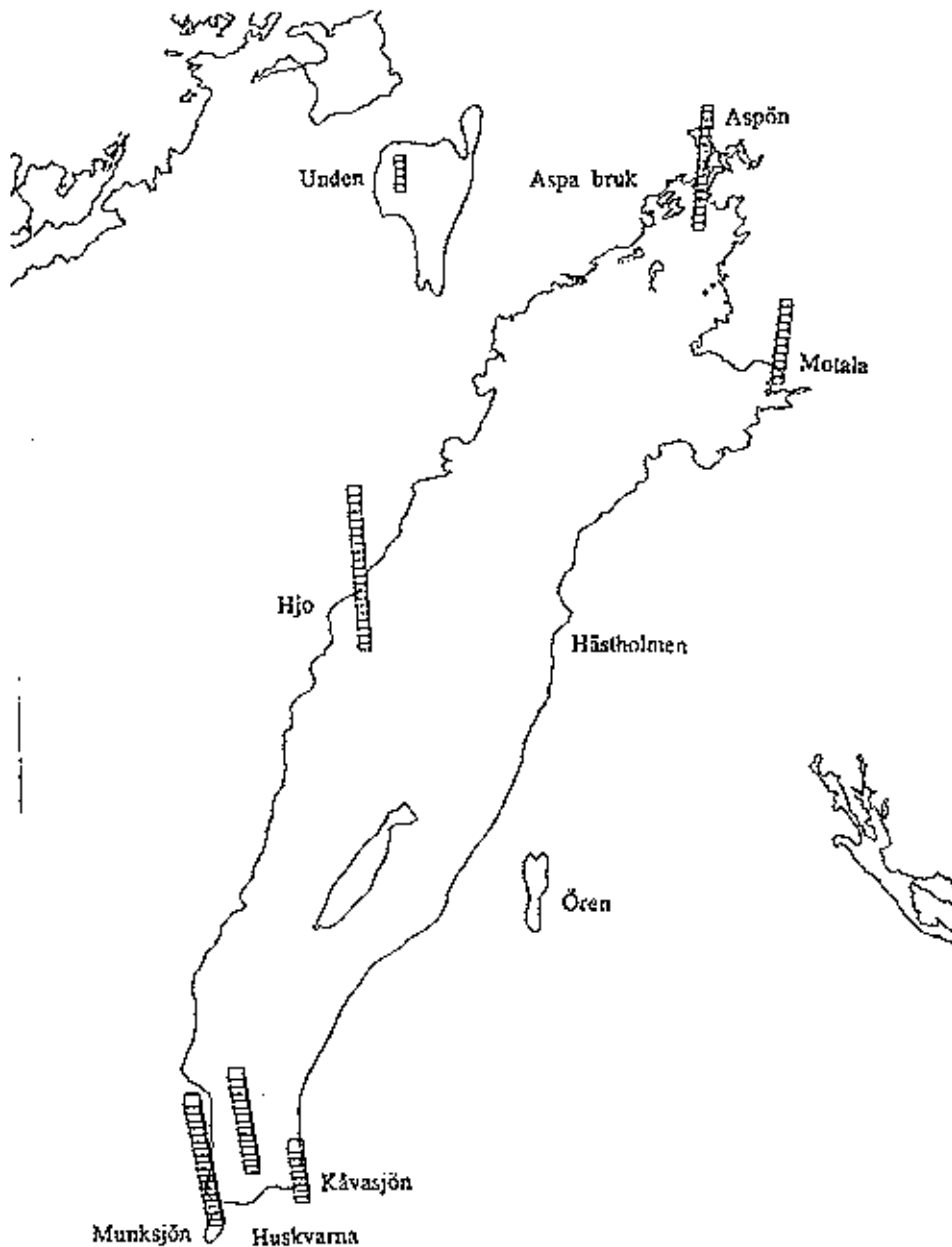 Aspön
Unden
Aspa bruk
Motala
Hjo
Hästholmen
Ören
Kåvasjön
Munksjön
Huskvarna